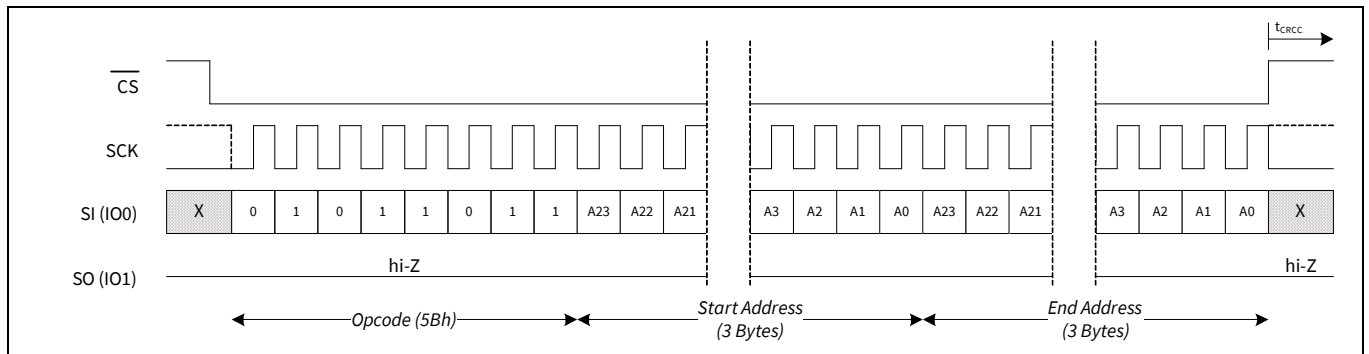 tCRCC
CS
SCK
SI (IO0) X 0 1 0 1 1 0 1 1 A23 A22 A21 A3 A2 A1 A0 A23 A22 A21 A3 A2 A1 A0 X
hi-Z hi-Z
SO (IO1)
Opcode (5Bh) Start Address End Address
(3 Bytes) (3 Bytes)